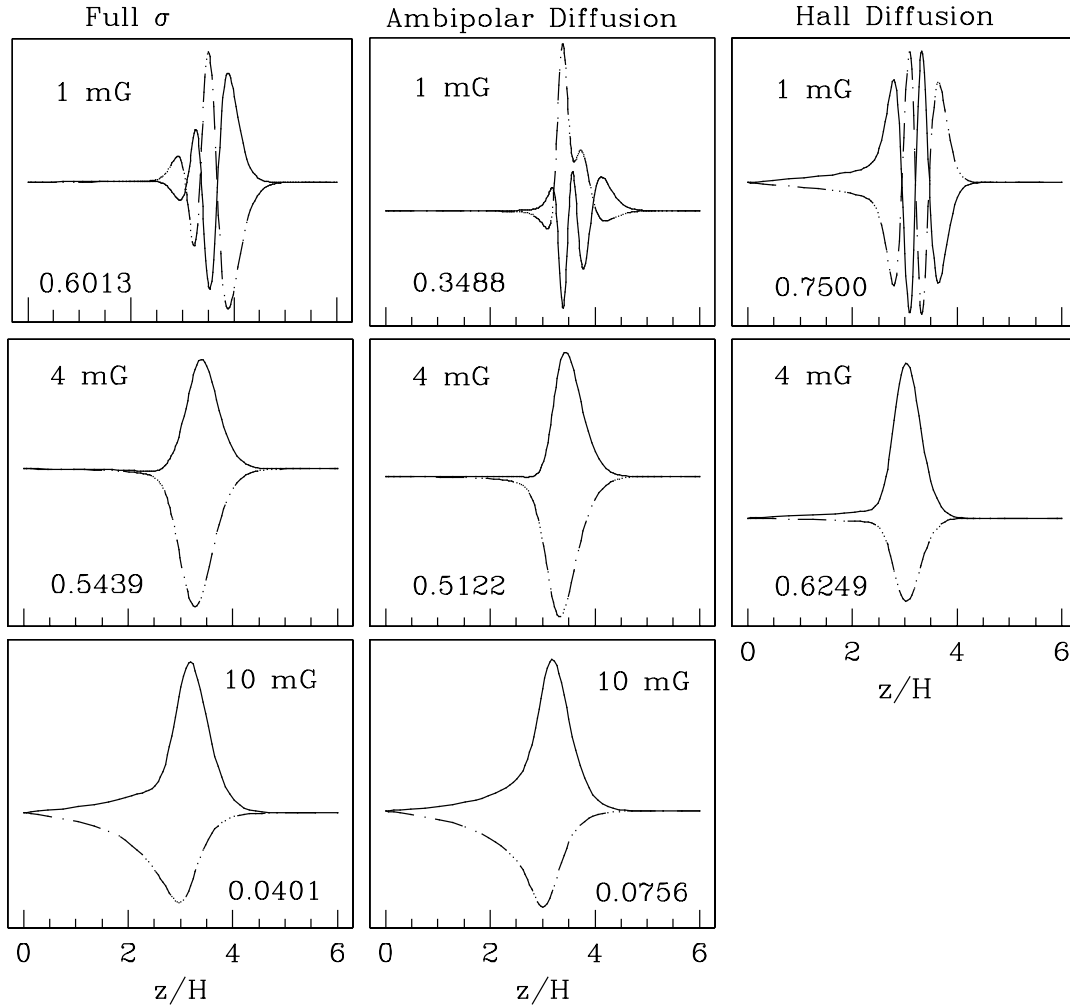 Full σ
Ambipolar Diffusion
Hall Diffusion
1 mG
0.6013
1 mG
0.3488
1 mG
0.7500
4 mG
0.5439
4 mG
0.5122
4 mG
0.6249
0 2 4 6
z/H
10 mG
0.0401
0 2 4 6
z/H
10 mG
0.0756
0 2 4 6
z/H